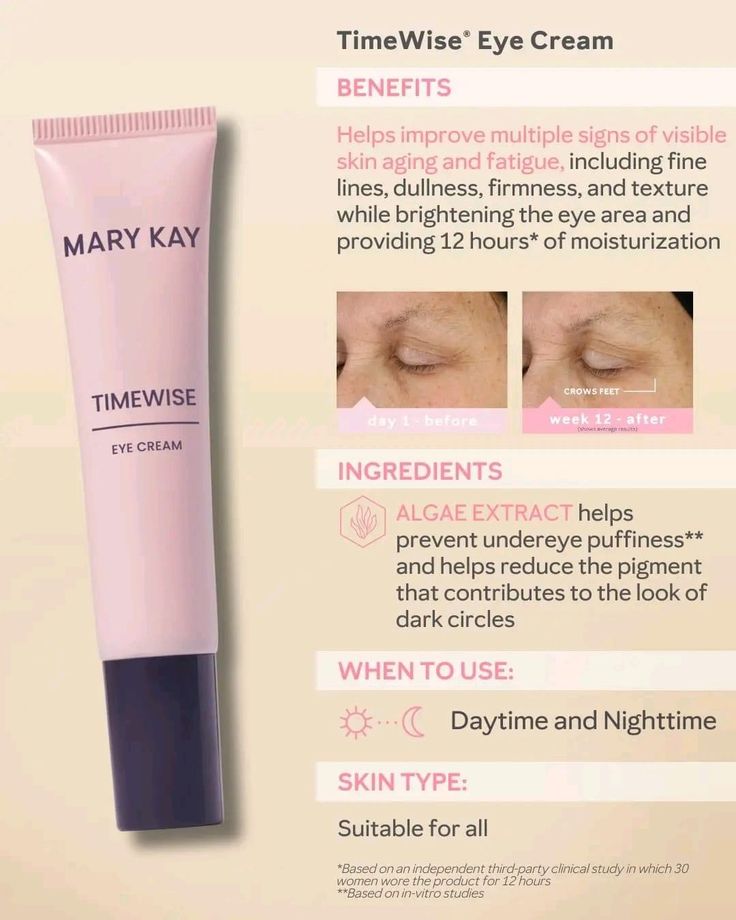 TimeWise® Eye Cream
BENEFITS
Helps improve multiple signs of visible
skin aging and fatigue, including fine
lines, dullness, firmness, and texture
while brightening the eye area and
providing 12 hours* of moisturization
MARY KAY
TIMEWISE
EYE CREAM
CROWS FEET
day 1 - before
week 12 - after
(shows average results)
INGREDIENTS
ALGAE EXTRACT helps
prevent undereye puffiness**
and helps reduce the pigment
that contributes to the look of
dark circles
WHEN TO USE:
Daytime and Nighttime
SKIN TYPE:
Suitable for all
*Based on an independent third-party clinical study in which 30
women wore the product for 12 hours
**Based on in-vitro studies